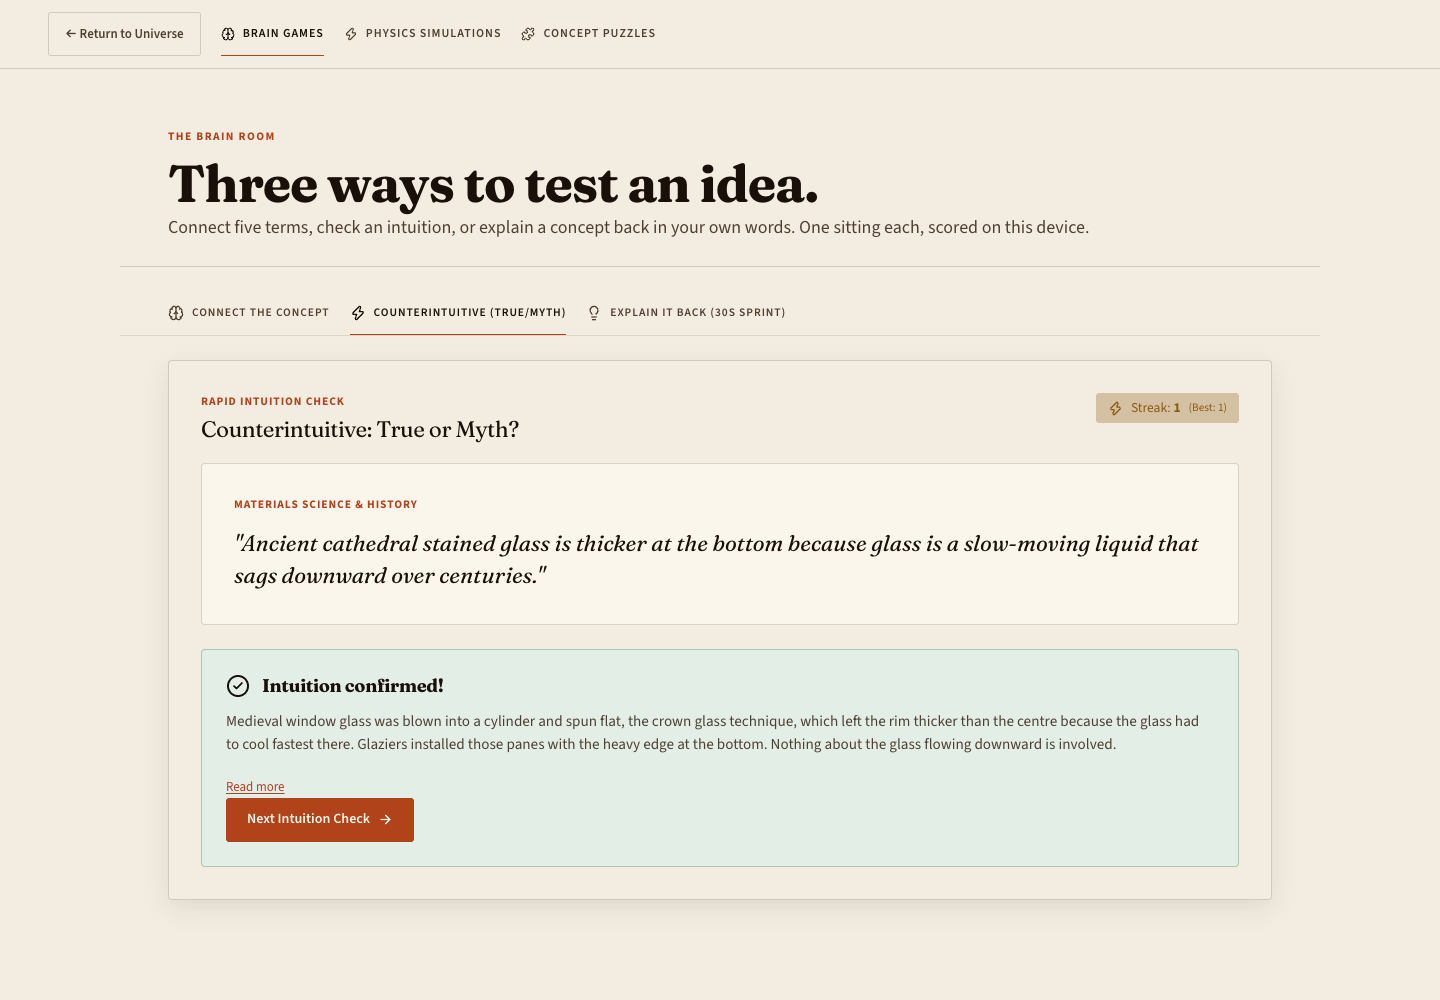 ← Return to Universe
BRAIN GAMES
PHYSICS SIMULATIONS
CONCEPT PUZZLES
THE BRAIN ROOM
Three ways to test an idea.
Connect five terms, check an intuition, or explain a concept back in your own words. One sitting each, scored on this device.
CONNECT THE CONCEPT
COUNTERINTUITIVE (TRUE/MYTH)
EXPLAIN IT BACK (30S SPRINT)
RAPID INTUITION CHECK
Counterintuitive: True or Myth?
Streak: 1 (Best: 1)
MATERIALS SCIENCE & HISTORY
"Ancient cathedral stained glass is thicker at the bottom because glass is a slow-moving liquid that
sags downward over centuries."
Intuition confirmed!
Medieval window glass was blown into a cylinder and spun flat, the crown glass technique, which left the rim thicker than the centre because the glass had
to cool fastest there. Glaziers installed those panes with the heavy edge at the bottom. Nothing about the glass flowing downward is involved.
Read more
Next Intuition Check →